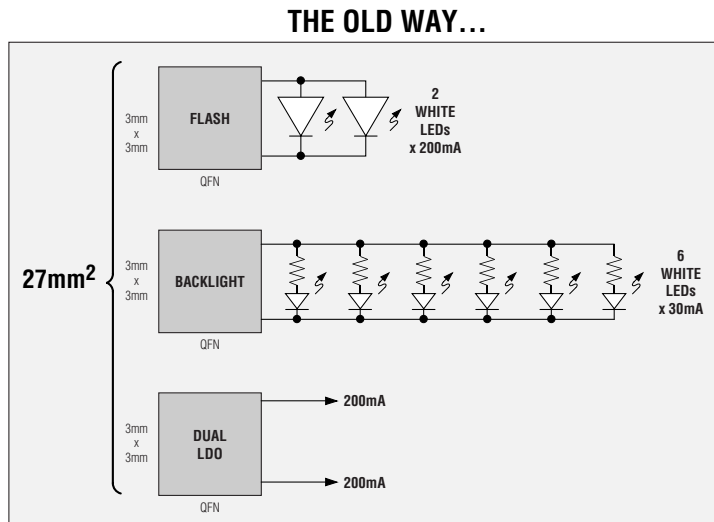 THE OLD WAY...
27mm²
3mm
x
3mm
FLASH
QFN
2
WHITE
LEDs
x 200mA
3mm
x
3mm
BACKLIGHT
QFN
6
WHITE
LEDs
x 30mA
3mm
x
3mm
DUAL
LDO
QFN
200mA
200mA